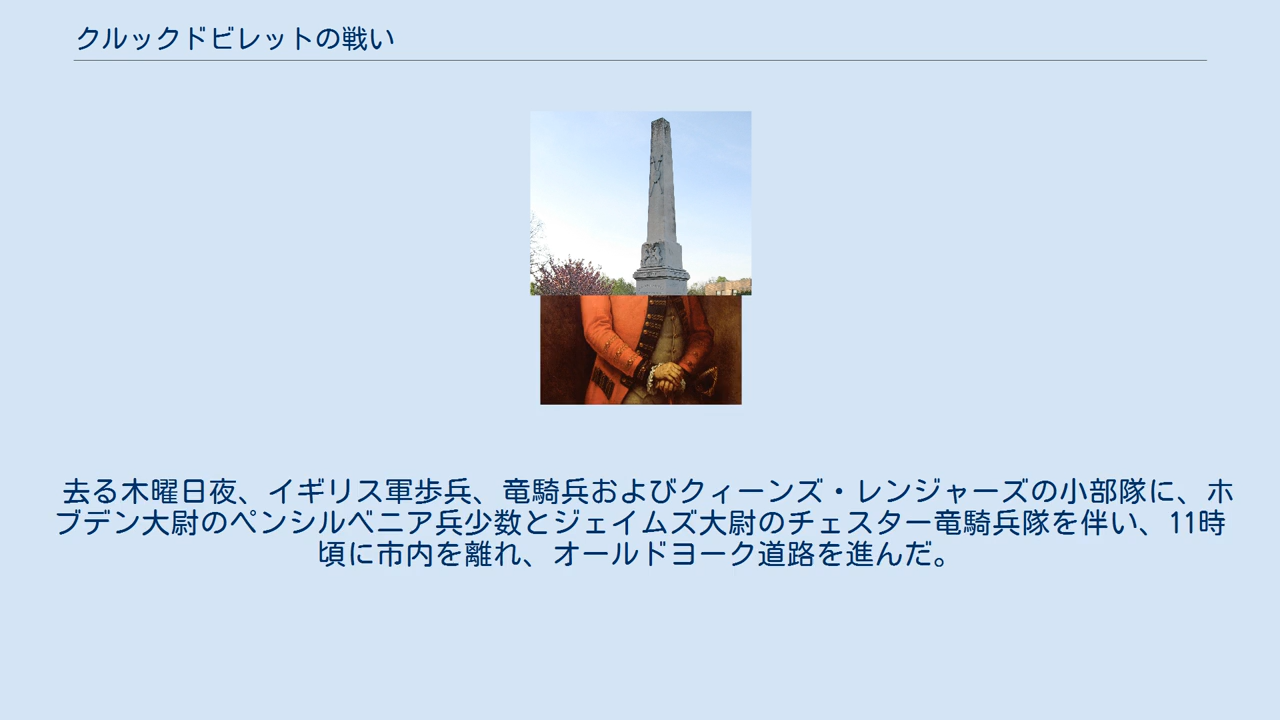 クルックドビレットの戦い
去る木曜日夜、イギリス軍歩兵、竜騎兵およびクィーンズ・レンジャーズの小部隊に、ホ
ブデン大尉のペンシルベニア兵少数とジェイムズ大尉のチェスター竜騎兵隊を伴い、11時
頃に市内を離れ、オールドヨーク道路を進んだ。